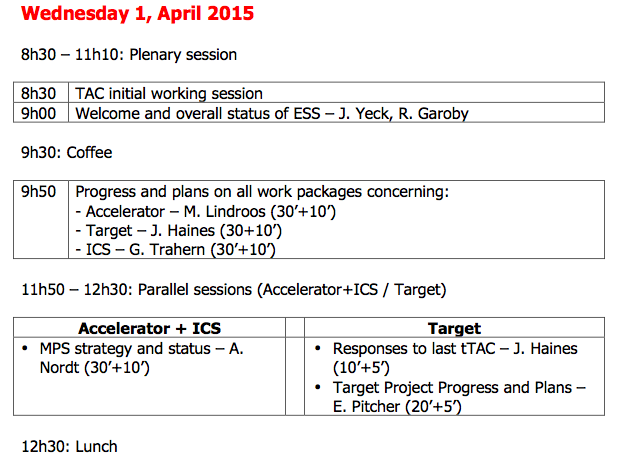 Wednesday 1, April 2015
8h30 – 11h10: Plenary session
8h30 TAC initial working session
9h00 Welcome and overall status of ESS – J. Yeck, R. Garoby
9h30: Coffee
9h50 Progress and plans on all work packages concerning:
- Accelerator – M. Lindroos (30’+10’)
- Target – J. Haines (30+10’)
- ICS – G. Trahern (30’+10’)
11h50 – 12h30: Parallel sessions (Accelerator+ICS / Target)
Accelerator + ICS
• MPS strategy and status – A.
Nordt (30’+10’)
Target
• Responses to last tTAC – J. Haines
(10’+5’)
• Target Project Progress and Plans –
E. Pitcher (20’+5’)
12h30: Lunch